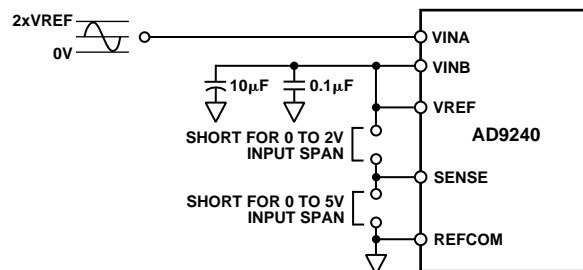 2xVREF
0V
VINA
VINB
10µF
0.1µF
VREF
SHORT FOR 0 TO 2V
INPUT SPAN
AD9240
SENSE
SHORT FOR 0 TO 5V
INPUT SPAN
REFCOM